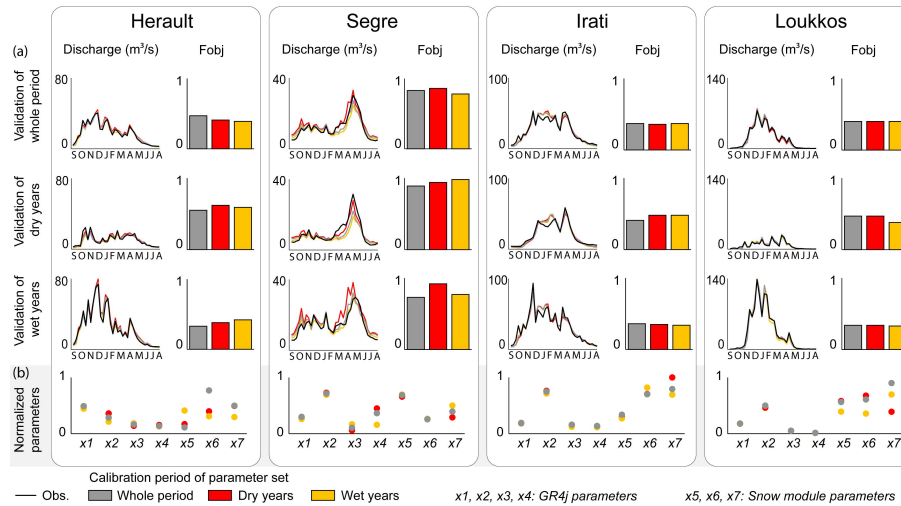 Herault
Segre
Irati
Loukkos
(a)
Discharge (m³/s)
Fobj
Discharge (m³/s)
Fobj
Discharge (m³/s)
Fobj
Discharge (m³/s)
Fobj
Validation of whole period
80
0
1
0
40
0
1
0
100
0
1
0
140
0
1
0
SONDJFMAMJJA
SONDJFMAMJJA
SONDJFMAMJJA
SONDJFMAMJJA
Validation of dry years
80
0
1
0
40
0
1
0
100
0
1
0
140
0
1
0
SONDJFMAMJJA
SONDJFMAMJJA
SONDJFMAMJJA
SONDJFMAMJJA
Validation of wet years
80
0
1
0
40
0
1
0
100
0
1
0
140
0
1
0
SONDJFMAMJJA
SONDJFMAMJJA
SONDJFMAMJJA
SONDJFMAMJJA
(b)
Normalized parameters
1
0
x1 x2 x3 x4 x5 x6 x7
1
0
x1 x2 x3 x4 x5 x6 x7
1
0
x1 x2 x3 x4 x5 x6 x7
1
0
x1 x2 x3 x4 x5 x6 x7
Calibration period of parameter set
Obs. Whole period Dry years Wet years
x1, x2, x3, x4: GR4j parameters
x5, x6, x7: Snow module parameters